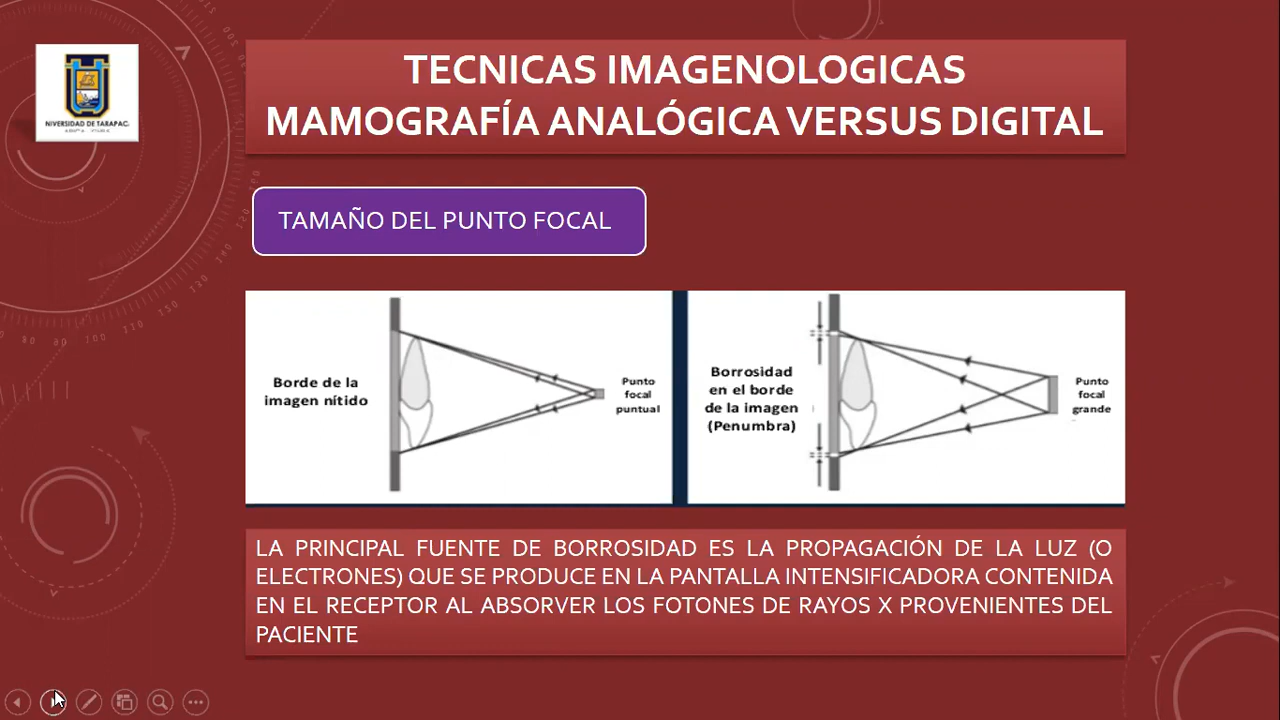 NIVERSIDAD DE TARAPAC
TECNICAS IMAGENOLOGICAS
MAMOGRAFÍA ANALÓGICA VERSUS DIGITAL
TAMAÑO DEL PUNTO FOCAL
Borde de la
imagen nítido
Punto
focal
puntual
Borrosidad
en el borde
de la imagen
(Penumbra)
Punto
focal
grande
LA PRINCIPAL FUENTE DE BORROSIDAD ES LA PROPAGACIÓN DE LA LUZ (O
ELECTRONES) QUE SE PRODUCE EN LA PANTALLA INTENSIFICADORA CONTENIDA
EN EL RECEPTOR AL ABSORVER LOS FOTONES DE RAYOS X PROVENIENTES DEL
PACIENTE